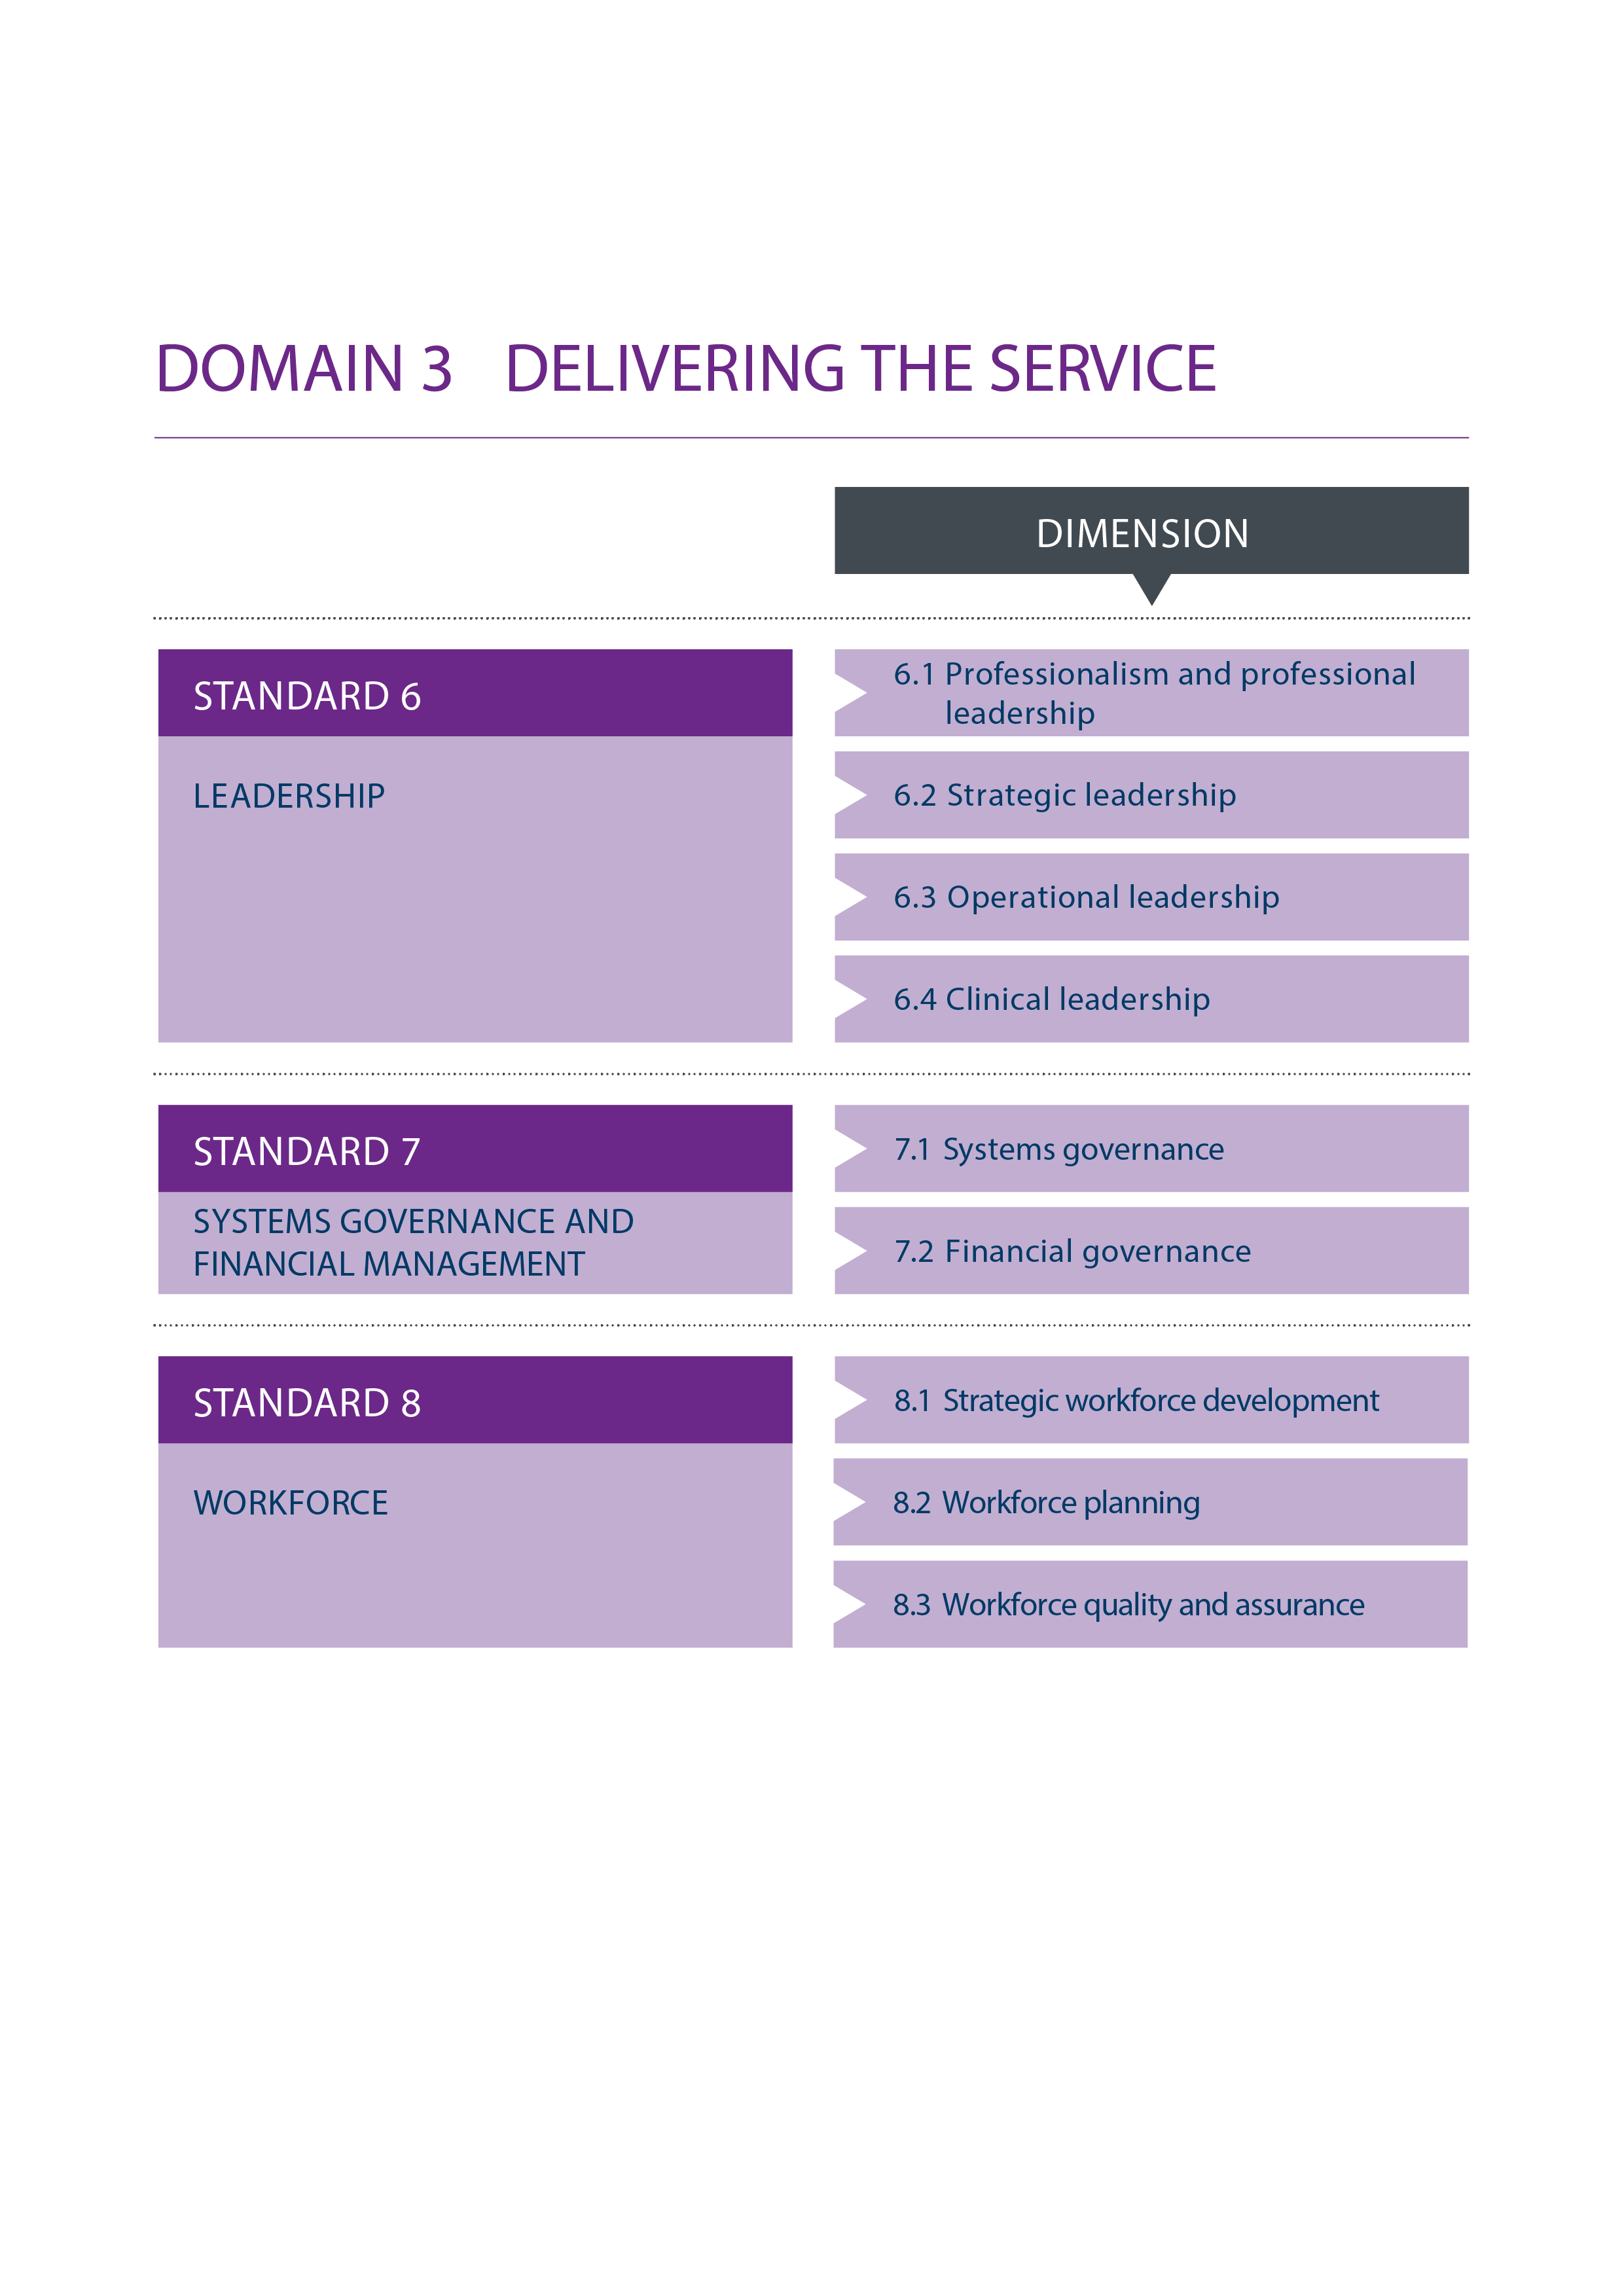 DOMAIN 3 DELIVERING THE SERVICE
DIMENSION
STANDARD 6
LEADERSHIP
6.1 Professionalism and professional
leadership
6.2 Strategic leadership
6.3 Operational leadership
6.4 Clinical leadership
STANDARD 7
SYSTEMS GOVERNANCE AND
FINANCIAL MANAGEMENT
7.1 Systems governance
7.2 Financial governance
STANDARD 8
WORKFORCE
8.1 Strategic workforce development
8.2 Workforce planning
8.3 Workforce quality and assurance